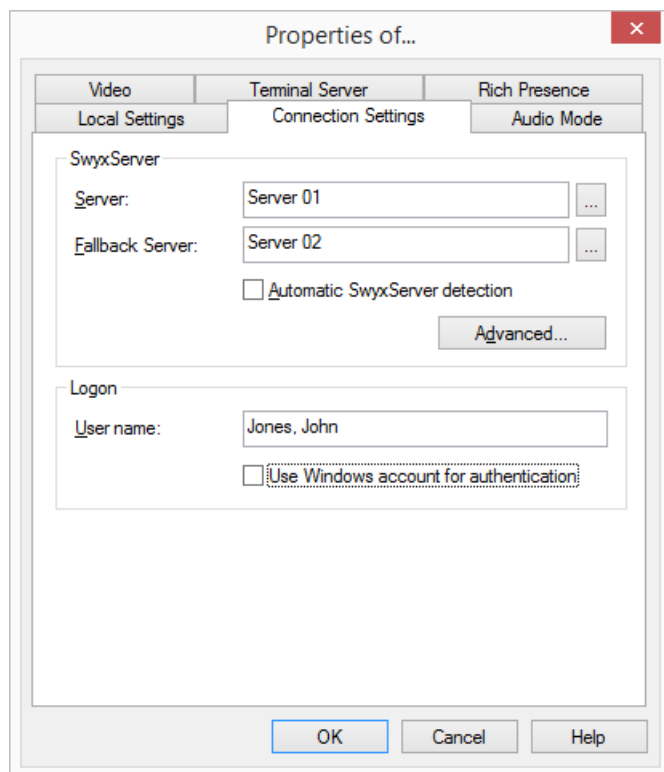 Properties of...
Video Terminal Server Rich Presence
Local Settings Connection Settings Audio Mode
SwyxServer
Server: Server 01 ...
Fallback Server: Server 02 ...
Automatic SwyxServer detection
Advanced...
Logon
User name: Jones, John
Use Windows account for authentication
OK Cancel Help